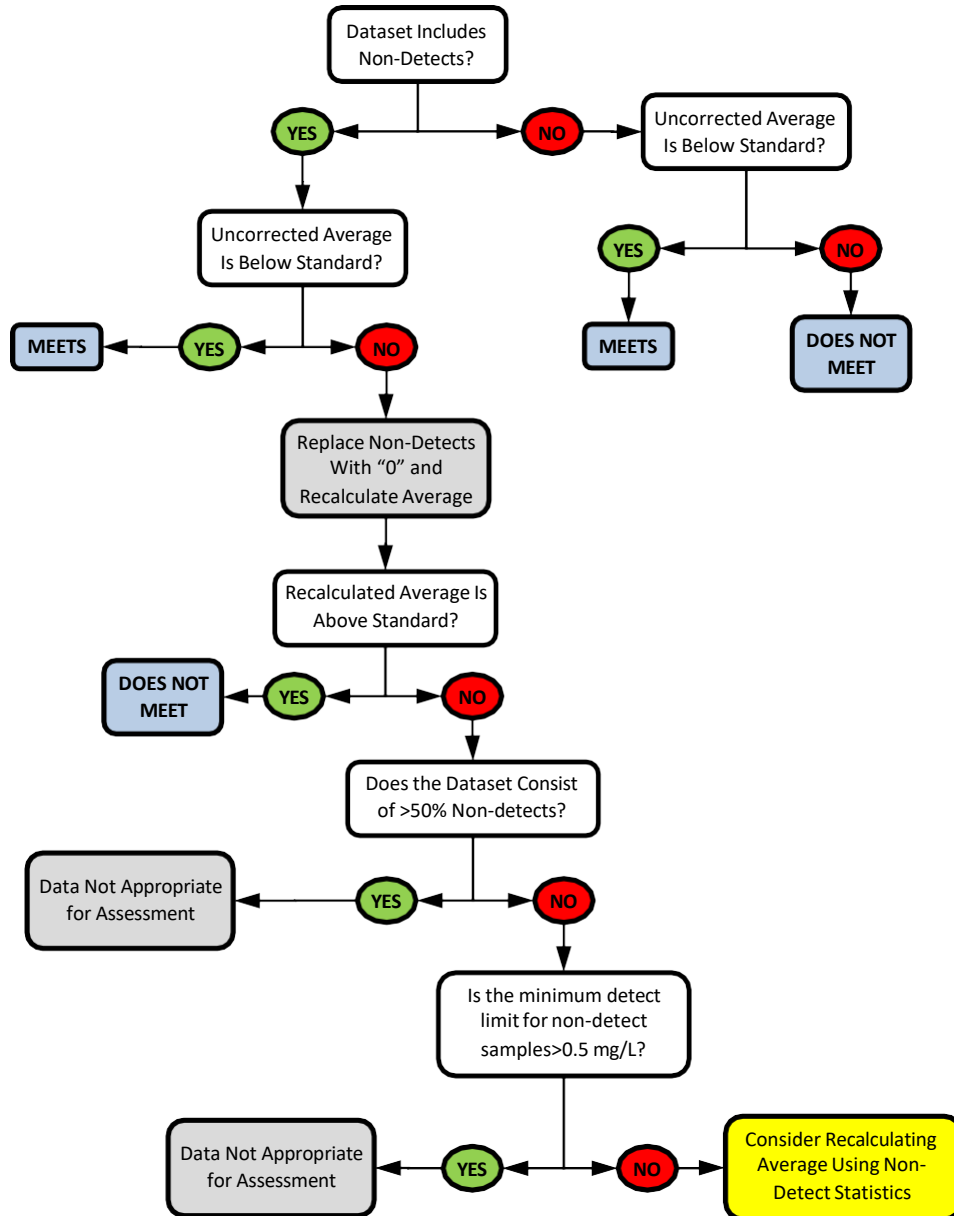 Dataset Includes
Non-Detects?
YES
NO
Uncorrected Average
Is Below Standard?
Uncorrected Average
Is Below Standard?
YES
NO
MEETS
YES
NO
MEETS
DOES NOT
MEET
Replace Non-Detects
With “0” and
Recalculate Average
Recalculated Average Is
Above Standard?
DOES NOT
MEET
YES
NO
Does the Dataset Consist
of >50% Non-detects?
Data Not Appropriate
for Assessment
YES
NO
Is the minimum detect
limit for non-detect
samples>0.5 mg/L?
Data Not Appropriate
for Assessment
YES
NO
Consider Recalculating
Average Using Non-
Detect Statistics